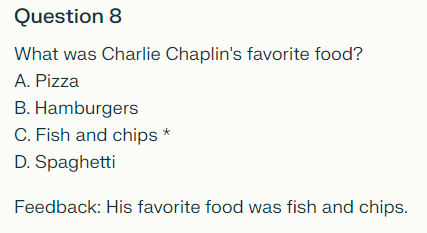 Question 8
What was Charlie Chaplin's favorite food?
A. Pizza
B. Hamburgers
C. Fish and chips *
D. Spaghetti
Feedback: His favorite food was fish and chips.